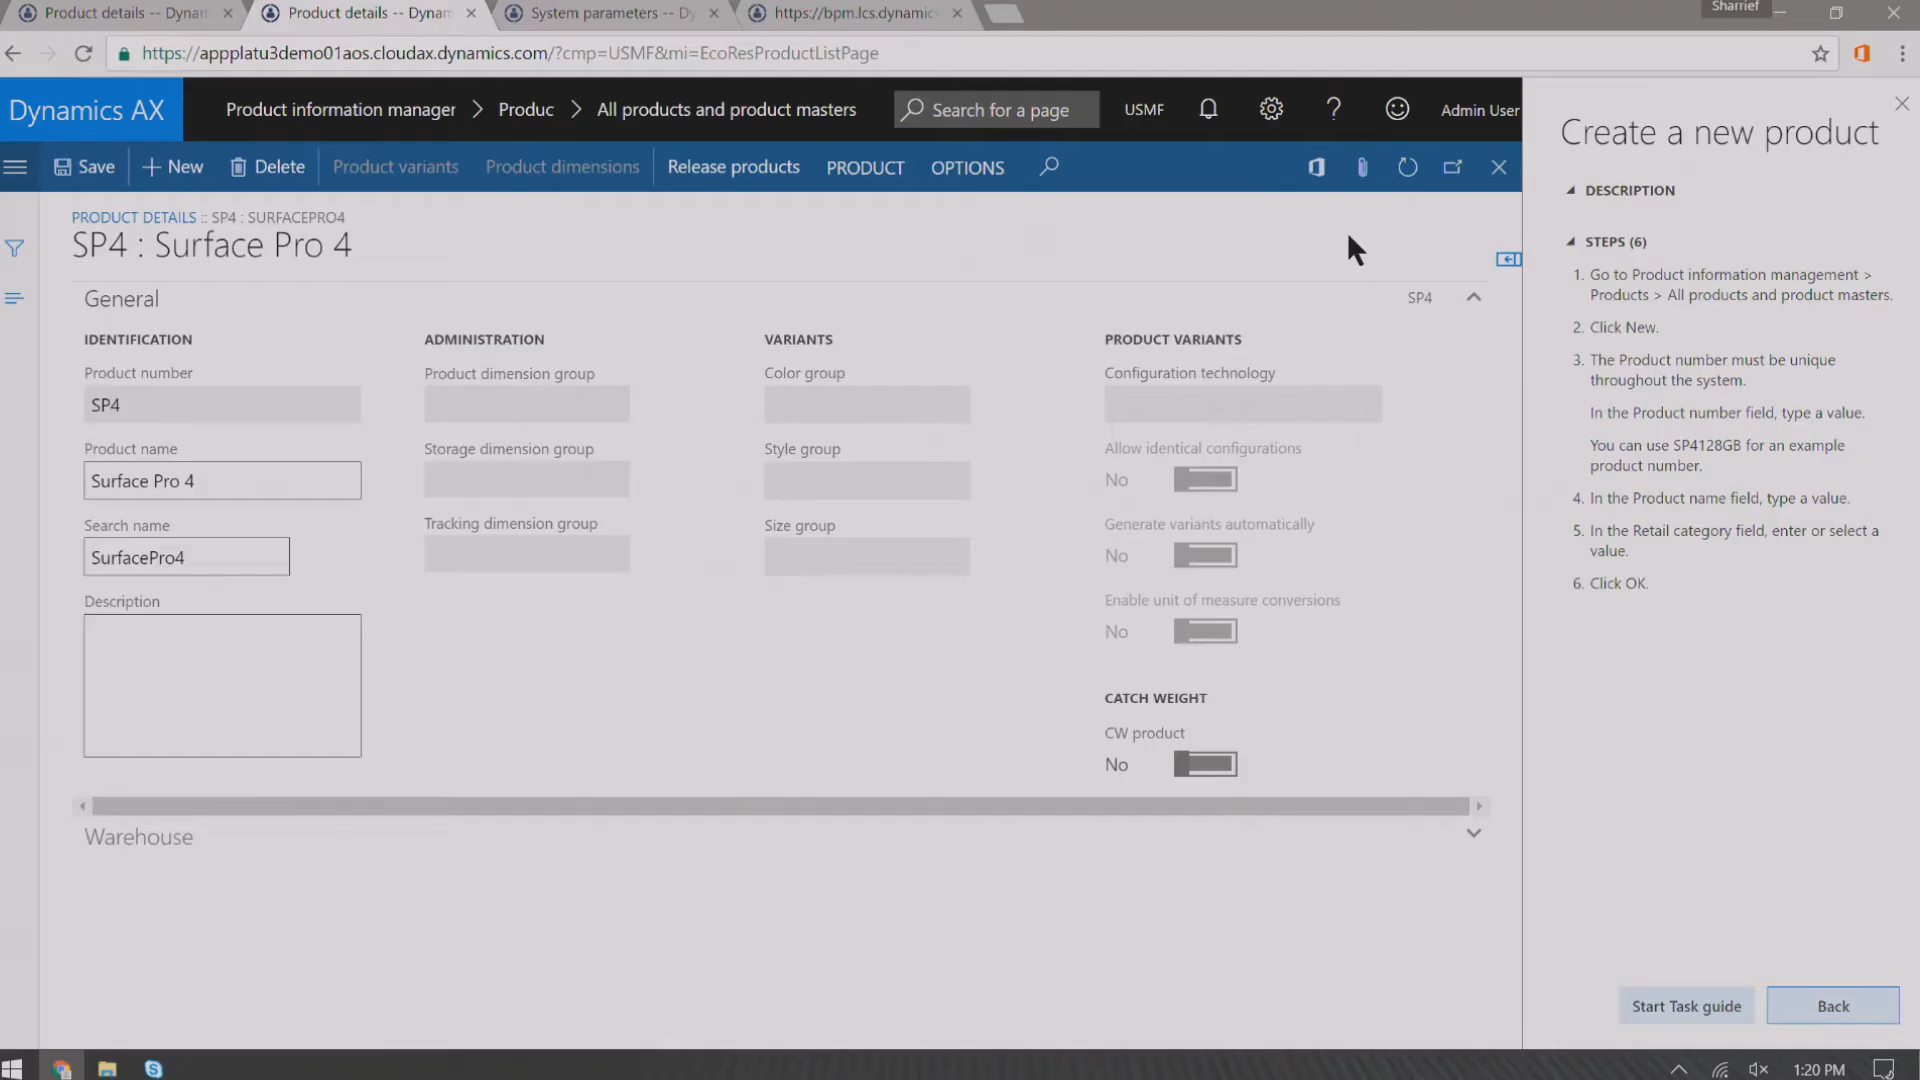 Product details -- Dynam
Product details -- Dynam
System parameters -- Dy
https://bpm.lcs.dynamics
Sharrief
https://appplatu3demo01aos.cloudax.dynamics.com/?cmp=USMF&mi=EcoResProductListPage
Dynamics AX
Product information manager > Produc > All products and product masters
Search for a page
USMF
Admin User
Save
New
Delete
Product variants
Product dimensions
Release products
PRODUCT
OPTIONS
PRODUCT DETAILS :: SP4 : SURFACEPRO4
SP4 : Surface Pro 4
General
SP4
IDENTIFICATION
Product number
SP4
Product name
Surface Pro 4
Search name
SurfacePro4
Description
ADMINISTRATION
Product dimension group
Storage dimension group
Tracking dimension group
VARIANTS
Color group
Style group
Size group
PRODUCT VARIANTS
Configuration technology
Allow identical configurations
No
Generate variants automatically
No
Enable unit of measure conversions
No
CATCH WEIGHT
CW product
No
Warehouse
Create a new product
DESCRIPTION
STEPS (6)
1. Go to Product information management >
Products > All products and product masters.
2. Click New.
3. The Product number must be unique
throughout the system.
In the Product number field, type a value.
You can use SP4128GB for an example
product number.
4. In the Product name field, type a value.
5. In the Retail category field, enter or select a
value.
6. Click OK.
Start Task guide
Back
1:20 PM